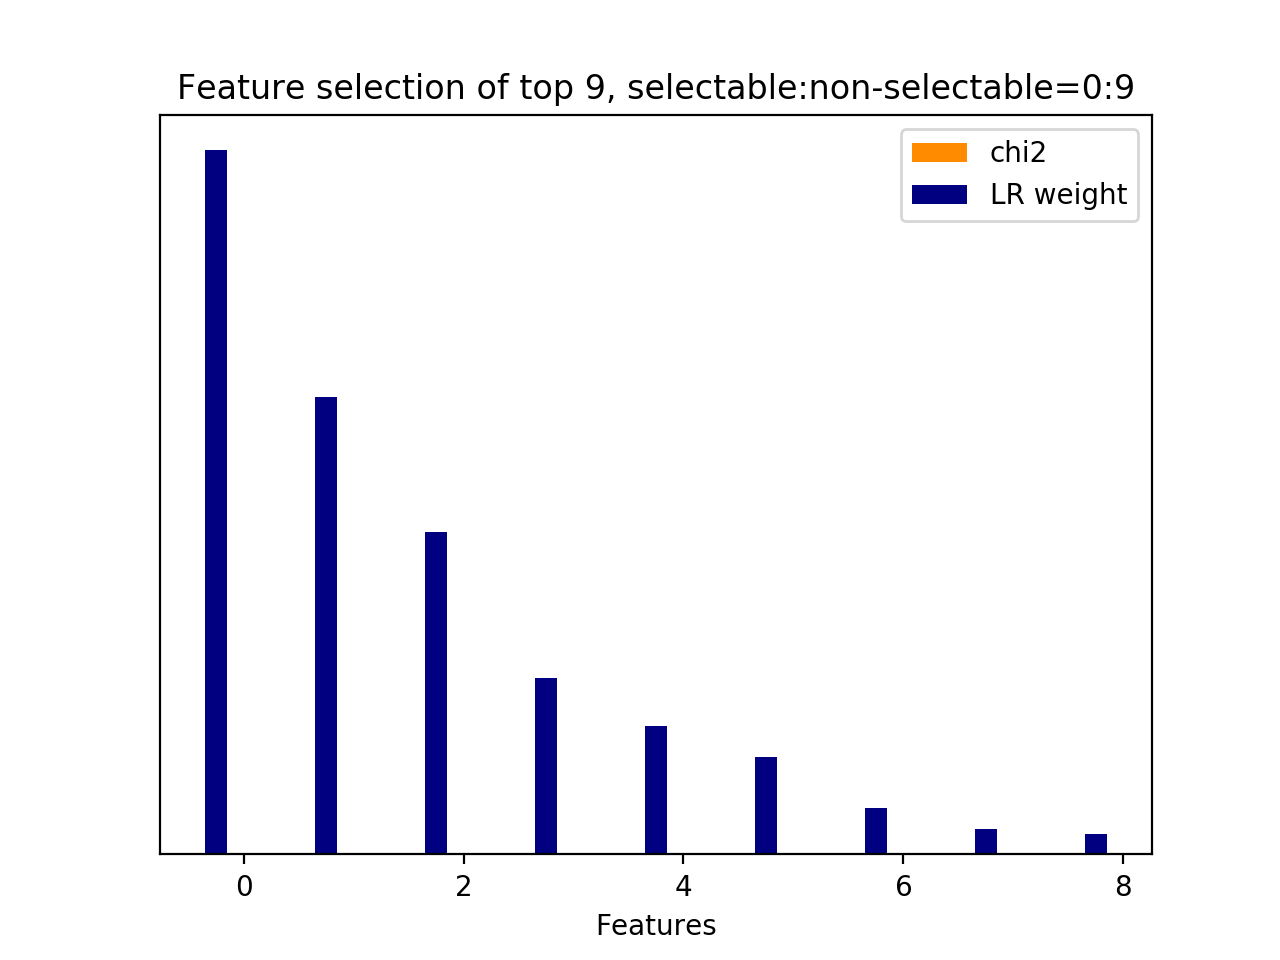 Feature selection of top 9, selectable:non-selectable=0:9
chi2
LR weight
0 2 4 6 8
Features